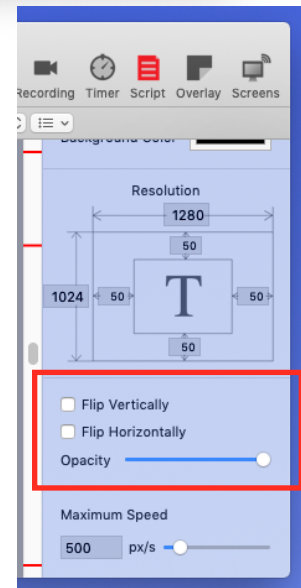 Recording Timer Script Overlay Screens
Background Color
Resolution
1280
50
1024 50 T 50
50
Flip Vertically
Flip Horizontally
Opacity
Maximum Speed
500 px/s